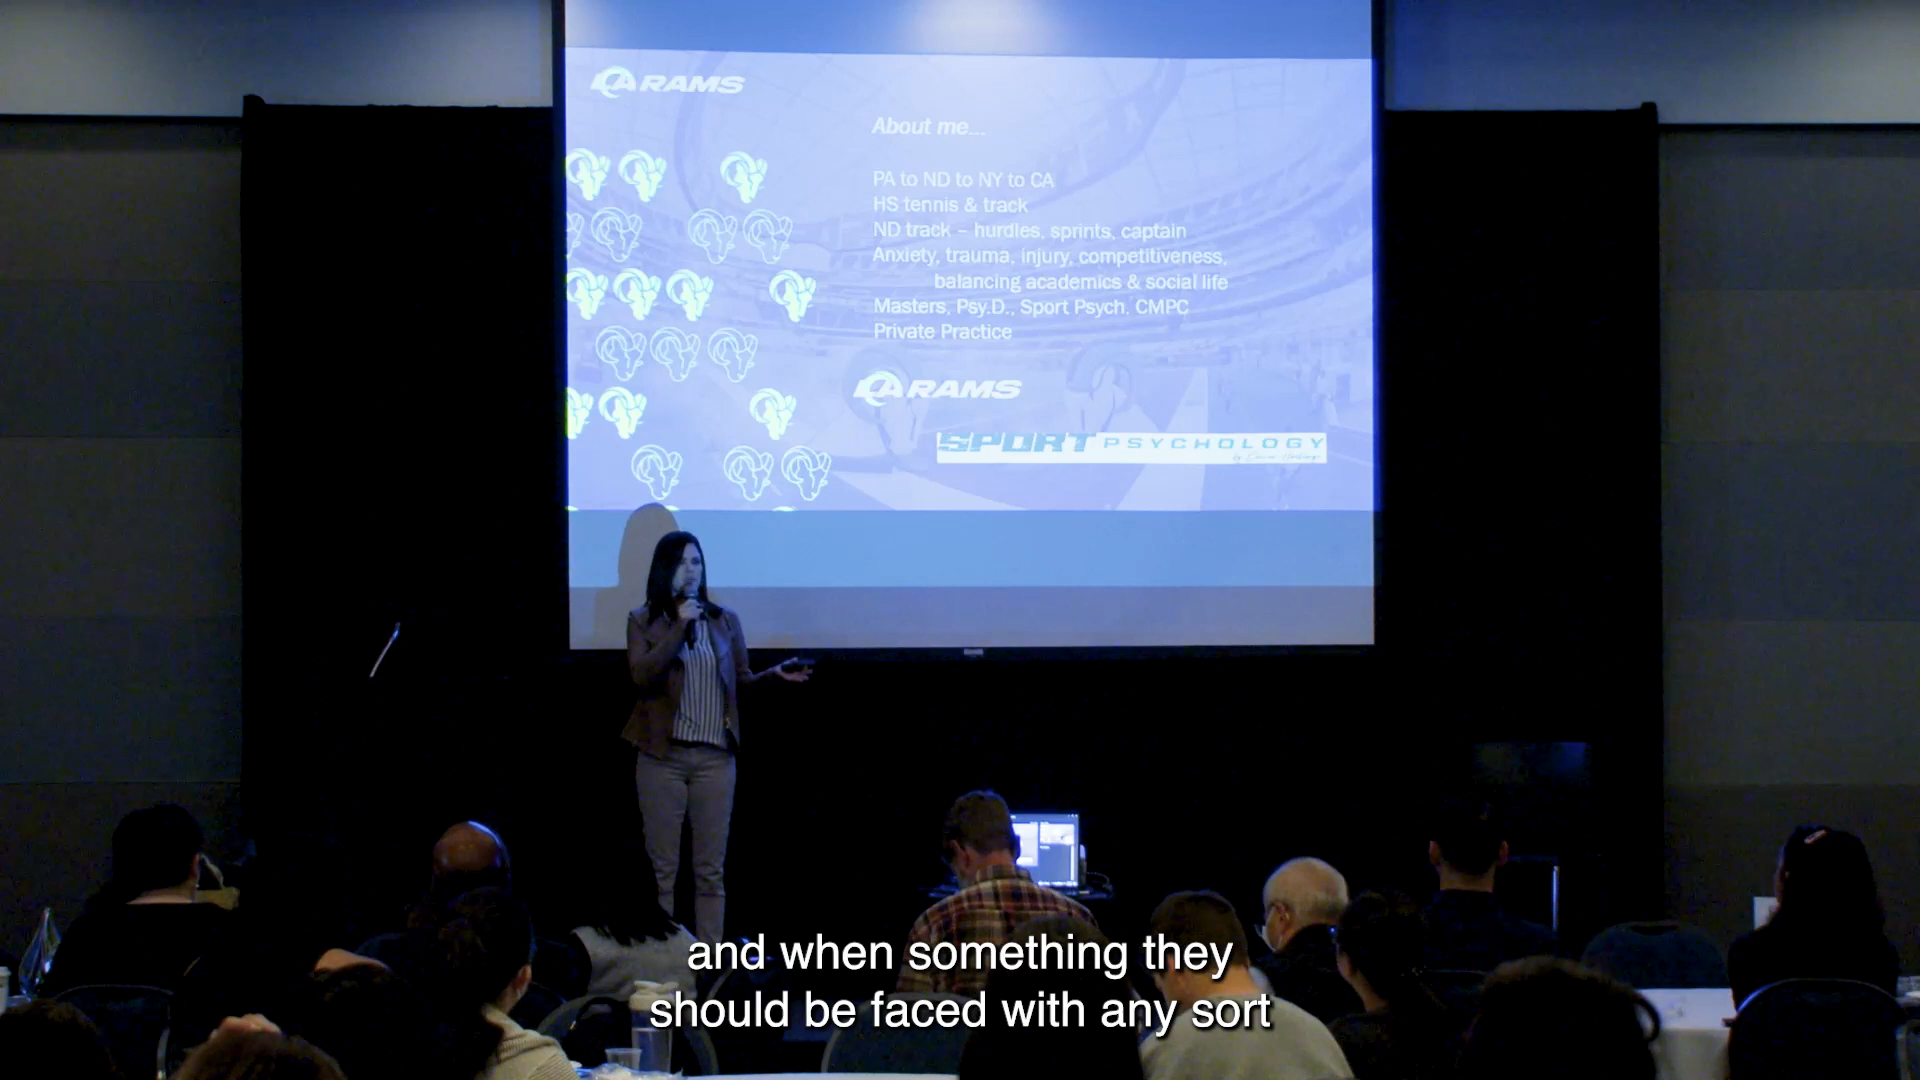 LA RAMS
About me...
PA to ND to NY to CA
HS tennis & track
ND track – hurdles, sprints, captain
Anxiety, trauma, injury, competitiveness,
balancing academics & social life
Masters, Psy.D., Sport Psych, CMPC
Private Practice
LA RAMS
SPORT PSYCHOLOGY
and when something they
should be faced with any sort